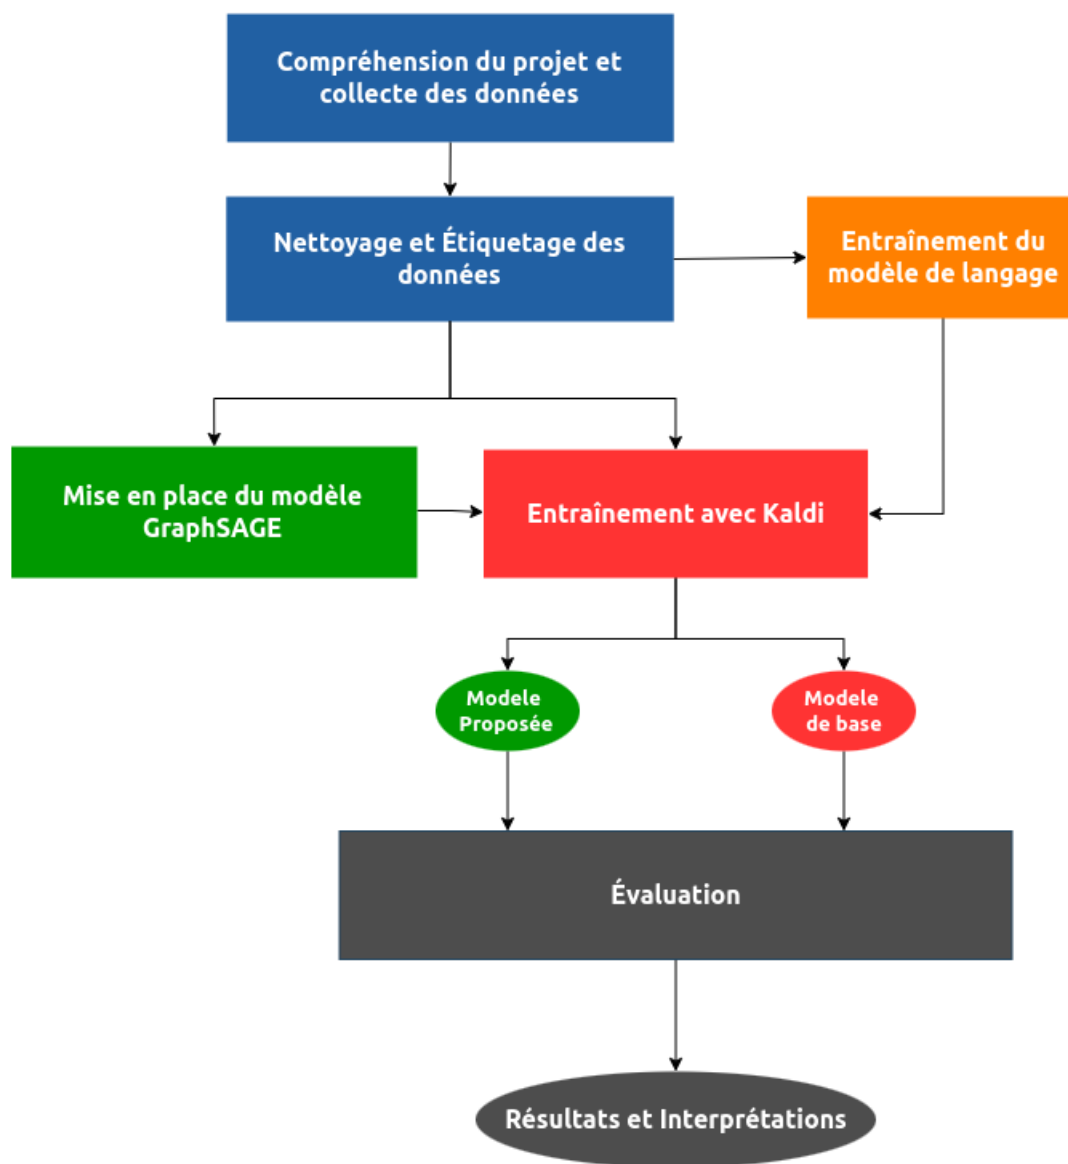 Compréhension du projet et
collecte des données
Nettoyage et Étiquetage des
données
Entraînement du
modèle de langage
Mise en place du modèle
GraphSAGE
Entraînement avec Kaldi
Modele
Proposée
Modele
de base
Évaluation
Résultats et Interprétations